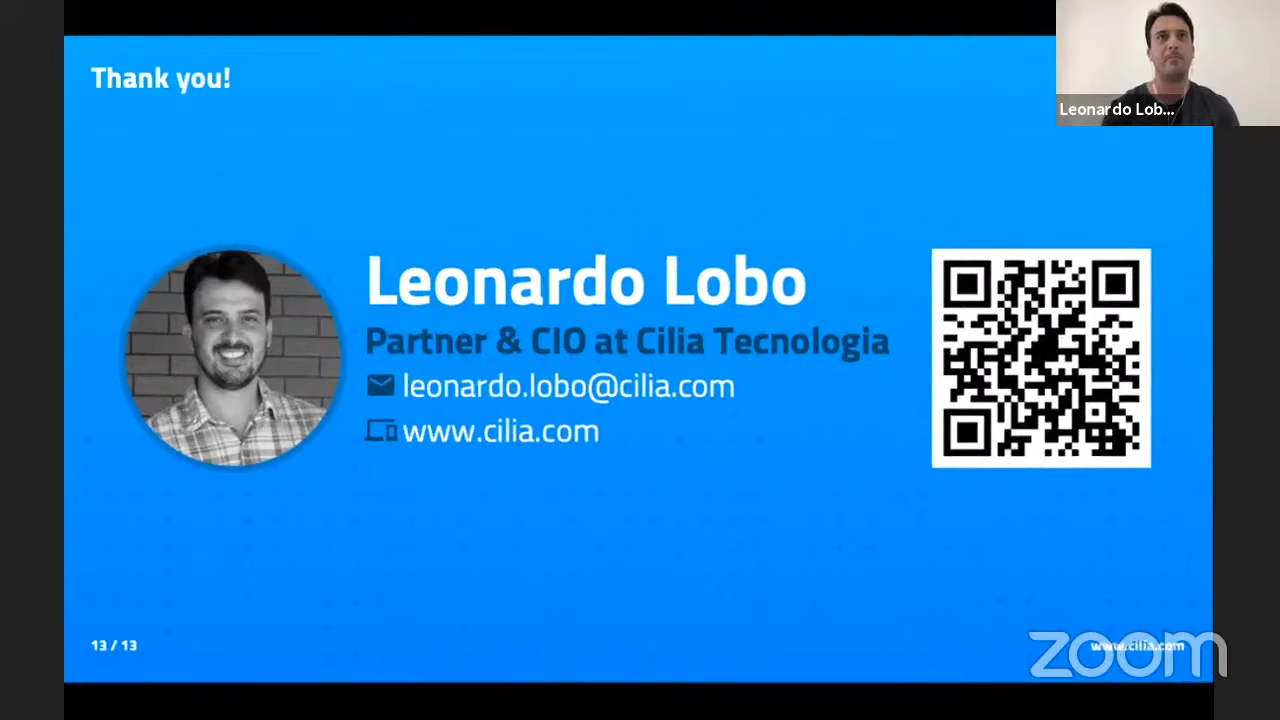 Thank you!
Leonardo Lob...
Leonardo Lobo
Partner & CIO at Cilia Tecnologia
leonardo.lobo@cilia.com
www.cilia.com
13 / 13
www.cilia.com
zoom